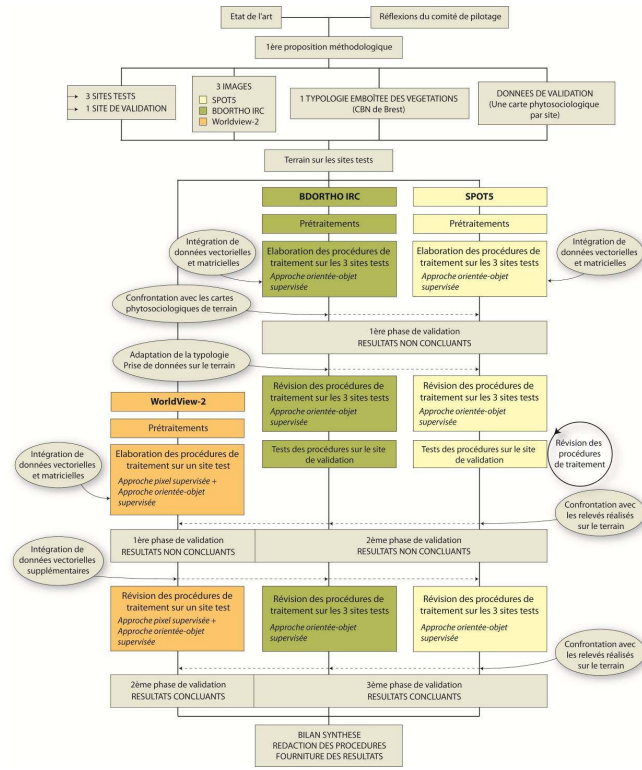 Etat de l'art
Réflexions du comité de pilotage
1ère proposition méthodologique
3 SITES TESTS
1 SITE DE VALIDATION
3 IMAGES
SPOT5
BDORTHO IRC
Worldview-2
1 TYPOLOGIE EMBOÎTEE DES VEGETATIONS
(CBN de Brest)
DONNEES DE VALIDATION
(Une carte phytosociologique
par site)
Terrain sur les sites tests
BDORTHO IRC
SPOT5
Prétraitements
Prétraitements
Intégration de
données vectorielles
et matricielles
Elaboration des procédures de
traitement sur les 3 sites tests
Approche orientée-objet
supervisée
Elaboration des procédures de
traitement sur les 3 sites tests
Approche orientée-objet
supervisée
Intégration de
données vectorielles
et matricielles
Confrontation avec les cartes
phytosociologiques de terrain
1ère phase de validation
RESULTATS NON CONCLUANTS
Adaptation de la typologie
Prise de données sur le terrain
WorldView-2
Révision des procédures de
traitement sur les 3 sites tests
Approche orientée-objet
supervisée
Révision des procédures de
traitement sur les 3 sites tests
Approche orientée-objet
supervisée
Prétraitements
Tests des procédures sur le site
de validation
Tests des procédures sur le site
de validation
Révision des
procédures
de traitement
Intégration de
données vectorielles
et matricielles
Elaboration des procédures de
traitement sur un site test
Approche pixel supervisée +
Approche orientée-objet
supervisée
Confrontation avec
les relevés réalisés
sur le terrain
1ère phase de validation
RESULTATS NON CONCLUANTS
2ème phase de validation
RESULTATS NON CONCLUANTS
Intégration de
données vectorielles
supplémentaires
Révision des procédures de
traitement sur un site test
Approche pixel supervisée +
Approche orientée-objet
supervisée
Révision des procédures de
traitement sur les 3 sites tests
Approche orientée-objet
supervisée
Révision des procédures de
traitement sur les 3 sites tests
Approche orientée-objet
supervisée
Confrontation avec
les relevés réalisés
sur le terrain
2ème phase de validation
RESULTATS CONCLUANTS
3ème phase de validation
RESULTATS CONCLUANTS
BILAN SYNTHESE
REDACTION DES PROCEDURES
FOURNITURE DES RESULTATS